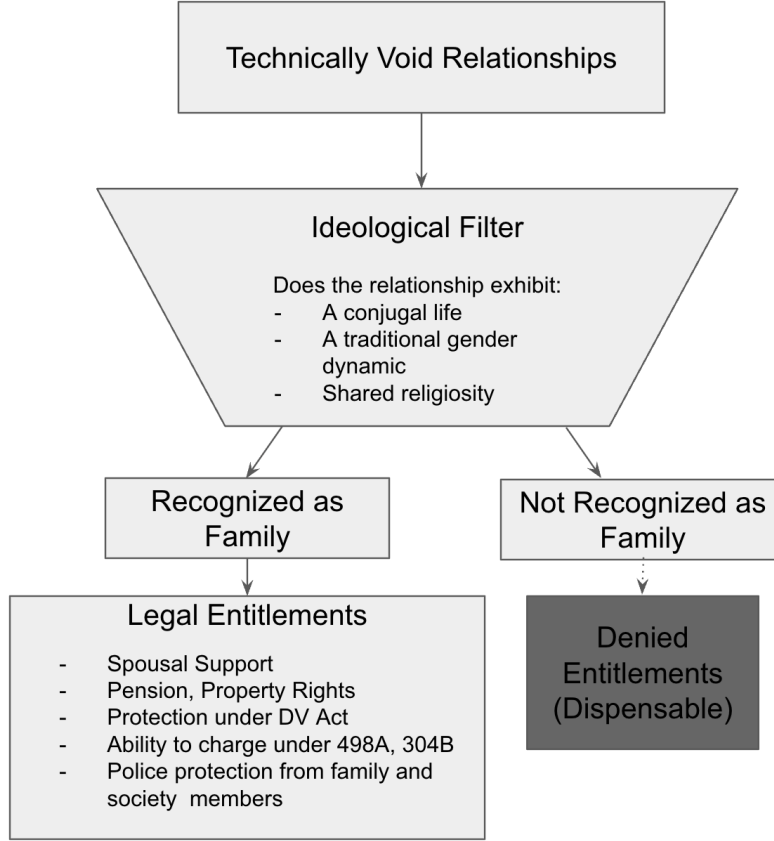 Technically Void Relationships
Ideological Filter
Does the relationship exhibit:
- A conjugal life
- A traditional gender
dynamic
- Shared religiosity
Recognized as
Family
Not Recognized as
Family
Legal Entitlements
- Spousal Support
- Pension, Property Rights
- Protection under DV Act
- Ability to charge under 498A, 304B
- Police protection from family and
society members
Denied
Entitlements
(Dispensable)